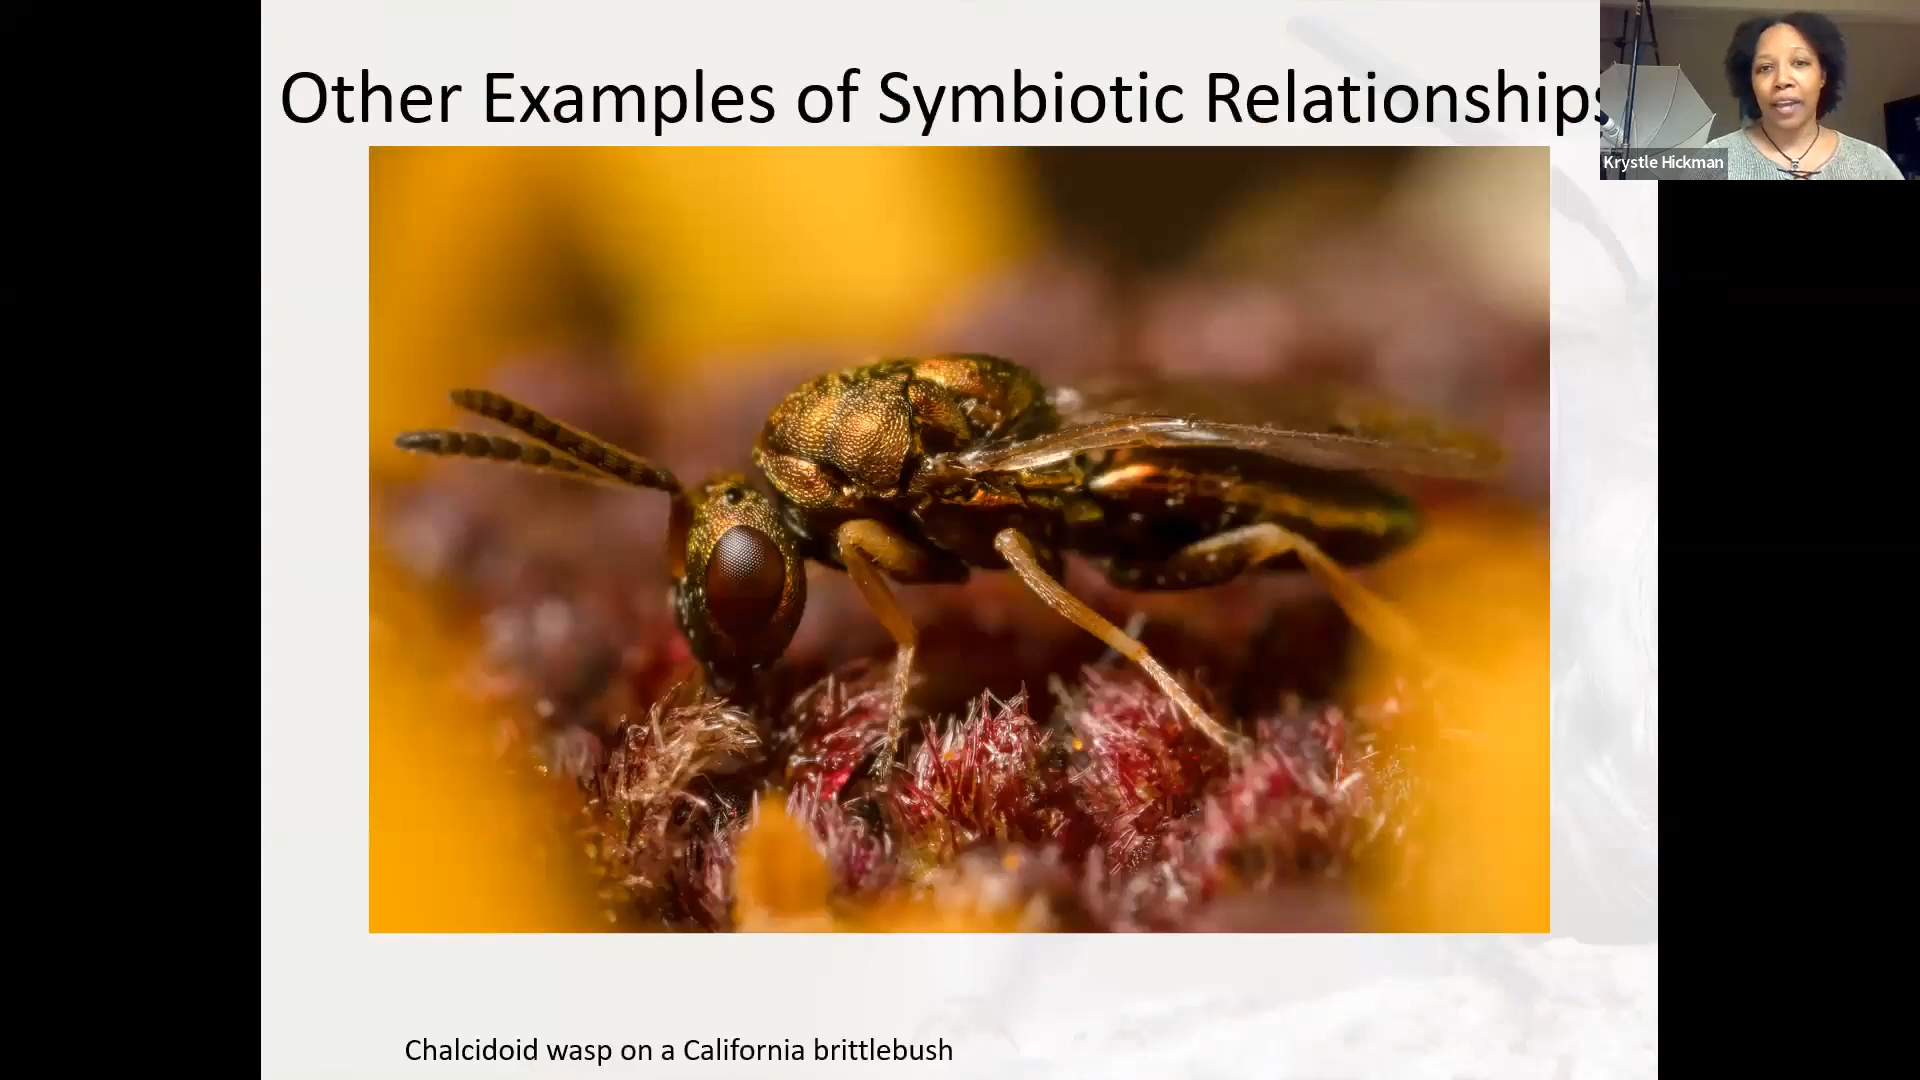 Other Examples of Symbiotic Relationships
Krystle Hickman
Chalcidoid wasp on a California brittlebush